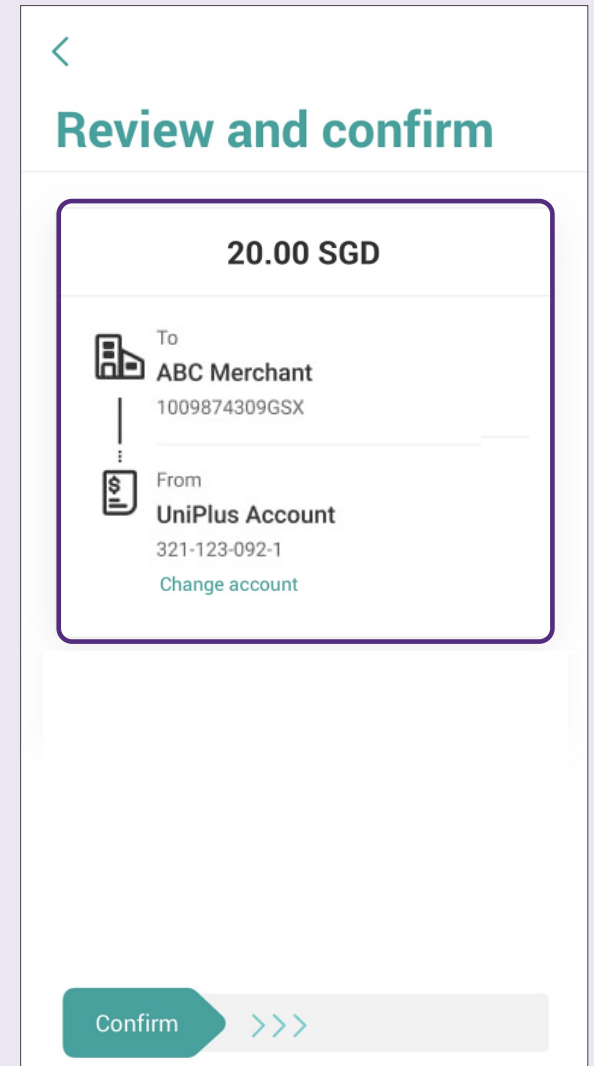 Review and confirm
20.00 SGD
To
ABC Merchant
1009874309GSX
From
UniPlus Account
321-123-092-1
Change account
Confirm